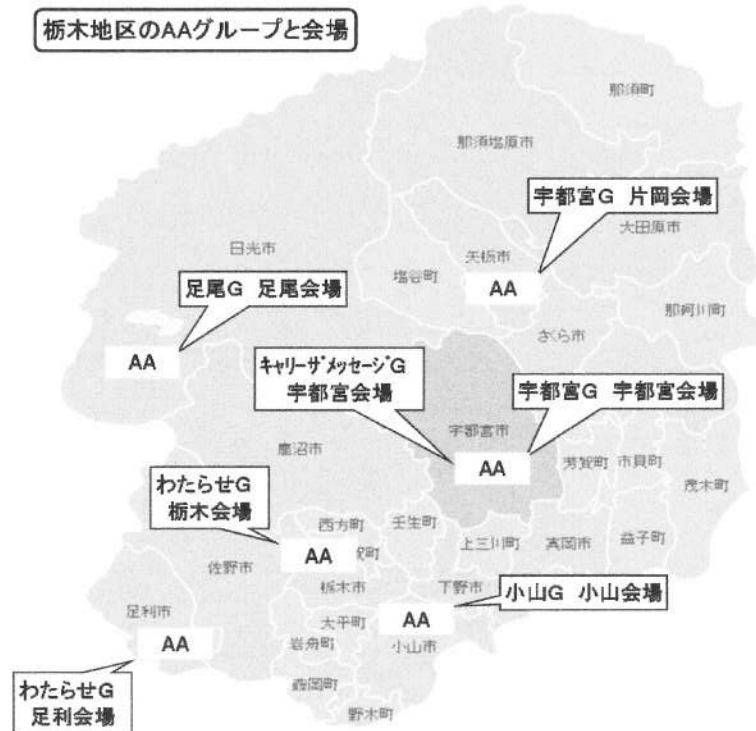 栃木地区のAAグループと会場
那須町
那須塩原市
宇都宮G 片岡会場
大田原市
日光市
矢板市
塩谷町
AA
足尾G 足尾会場
那珂川町
さくら市
AA
キャリーザメッセージG
宇都宮会場
宇都宮G 宇都宮会場
宇都宮市
鹿沼市
芳賀町
市貝町
AA
茂木町
わたらせG
栃木会場
西方町
壬生町
上三川町
真岡市
益子町
AA
佐野市
栃木市
下野市
小山G 小山会場
足利市
大平町
AA
AA
岩舟町
小山市
わたらせG
足利会場
藤岡町
野木町